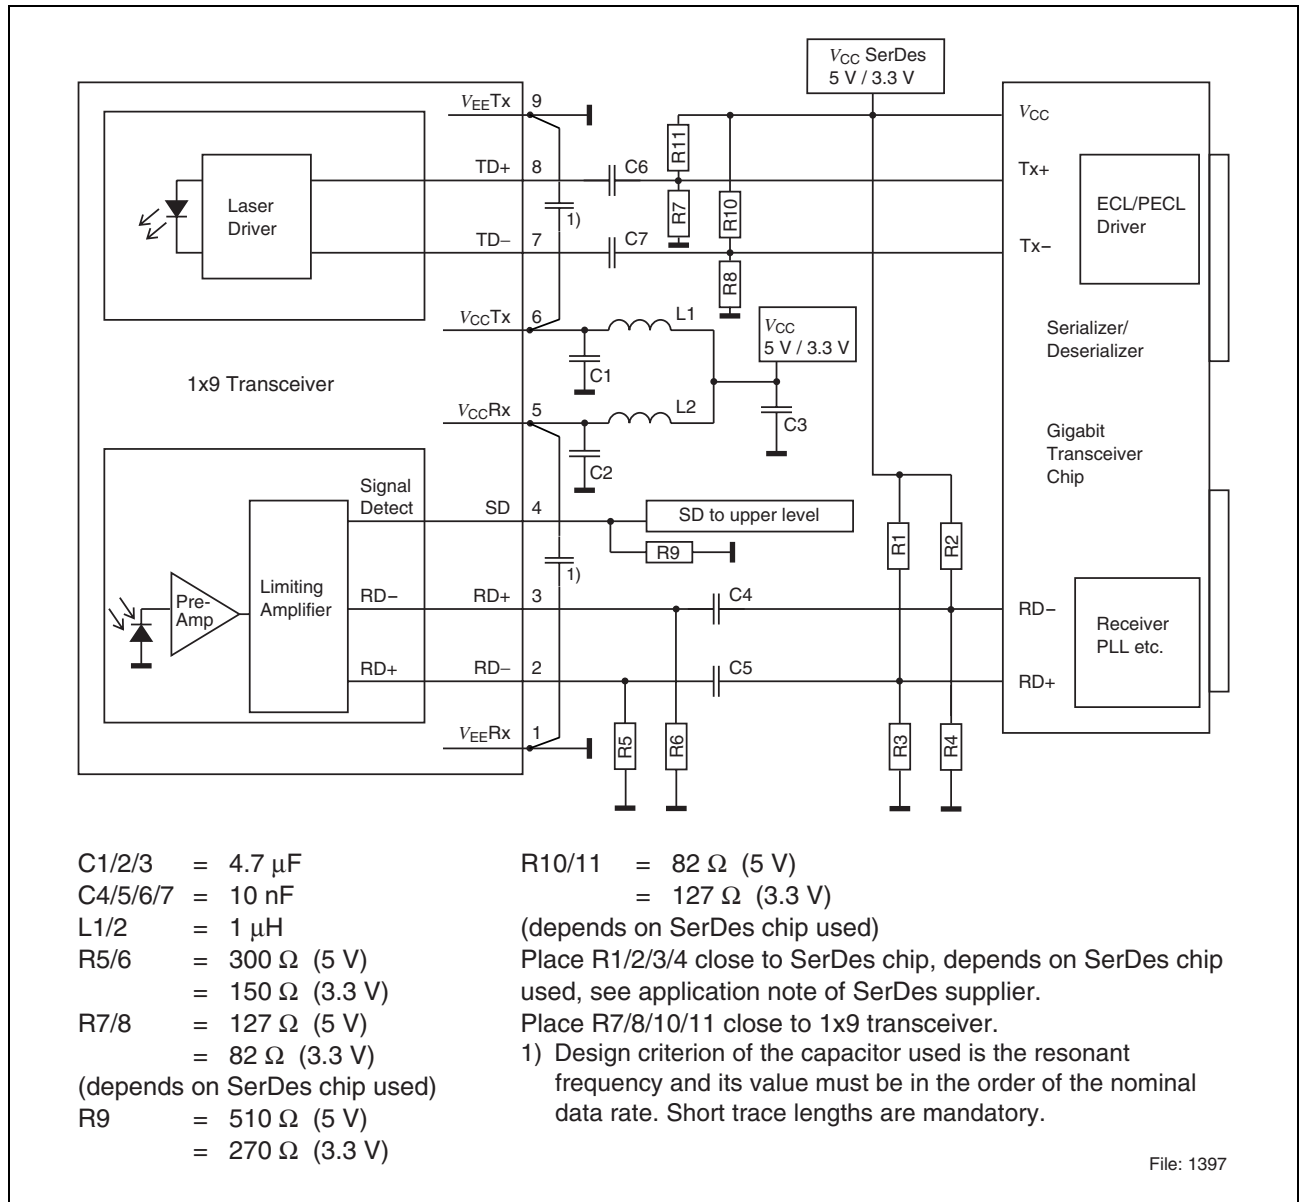 V_CC SerDes
5 V / 3.3 V
V_EE Tx 9
V_CC
R11
TD+ 8 C6
Tx+
Laser
Driver
R7
R10
ECL/PECL
Driver
1)
TD− 7 C7
Tx−
R8
V_CC Tx 6 L1
V_CC
5 V / 3.3 V
Serializer/
Deserializer
C1
1x9 Transceiver
V_CC Rx 5 L2
C3
Gigabit
Transceiver
Chip
C2
Signal
Detect
SD 4
SD to upper level
R9
R1
R2
1)
Pre-
Amp
Limiting
Amplifier
RD− RD+ 3 C4
RD−
Receiver
PLL etc.
RD+ RD− 2 C5
RD+
V_EE Rx 1
R5
R6
R3
R4
C1/2/3 = 4.7 µF
C4/5/6/7 = 10 nF
L1/2 = 1 µH
R5/6 = 300 Ω (5 V)
= 150 Ω (3.3 V)
R7/8 = 127 Ω (5 V)
= 82 Ω (3.3 V)
(depends on SerDes chip used)
R9 = 510 Ω (5 V)
= 270 Ω (3.3 V)
R10/11 = 82 Ω (5 V)
= 127 Ω (3.3 V)
(depends on SerDes chip used)
Place R1/2/3/4 close to SerDes chip, depends on SerDes chip
used, see application note of SerDes supplier.
Place R7/8/10/11 close to 1x9 transceiver.
1) Design criterion of the capacitor used is the resonant
frequency and its value must be in the order of the nominal
data rate. Short trace lengths are mandatory.
File: 1397